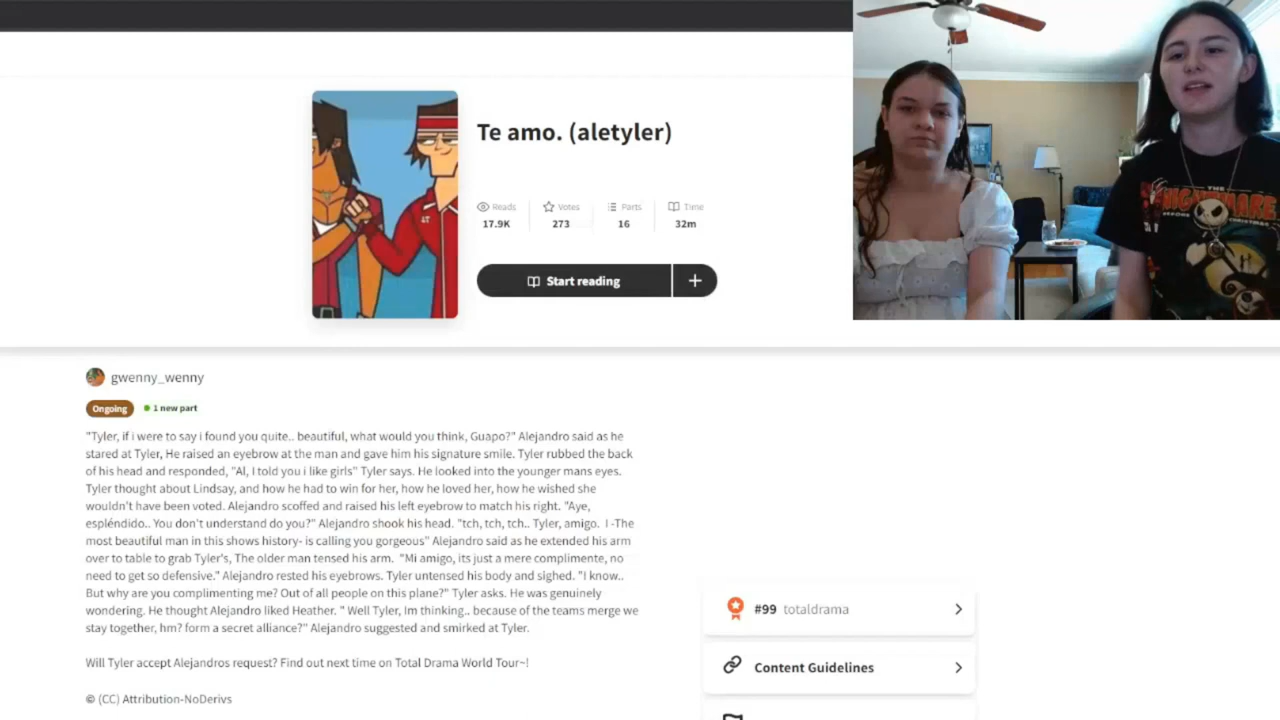 Te amo. (aletyler)
Reads Votes Parts Time
17.9K 273 16 32m
Start reading +
gwenny_wenny
Ongoing 1 new part
"Tyler, if i were to say i found you quite.. beautiful, what would you think, Guapo?" Alejandro said as he
stared at Tyler, He raised an eyebrow at the man and gave him his signature smile. Tyler rubbed the back
of his head and responded, "Al, I told you i like girls" Tyler says. He looked into the younger mans eyes.
Tyler thought about Lindsay, and how he had to win for her, how he loved her, how he wished she
wouldn't have been voted. Alejandro scoffed and raised his left eyebrow to match his right. "Aye,
espléndido.. You don't understand do you?" Alejandro shook his head. "tch, tch, tch.. Tyler, amigo. I -The
most beautiful man in this shows history- is calling you gorgeous" Alejandro said as he extended his arm
over to table to grab Tyler's, The older man tensed his arm. "Mi amigo, its just a mere complimente, no
need to get so defensive." Alejandro rested his eyebrows. Tyler untensed his body and sighed. "I know..
But why are you complimenting me? Out of all people on this plane?" Tyler asks. He was genuinely
wondering. He thought Alejandro liked Heather. " Well Tyler, Im thinking.. because of the teams merge we
stay together, hm? form a secret alliance?" Alejandro suggested and smirked at Tyler.
Will Tyler accept Alejandros request? Find out next time on Total Drama World Tour~!
© (CC) Attribution-NoDerivs
#99 totaldrama
Content Guidelines
THE
NIGHTMARE
BEFORE CHRISTMAS